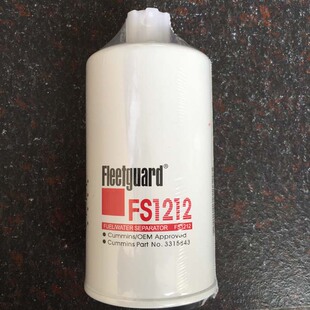 Fleetguard®
FS1212
FUEL/WATER SEPARATOR FS1212
• Cummins/OEM Approved
• Cummins Part No. 3315843